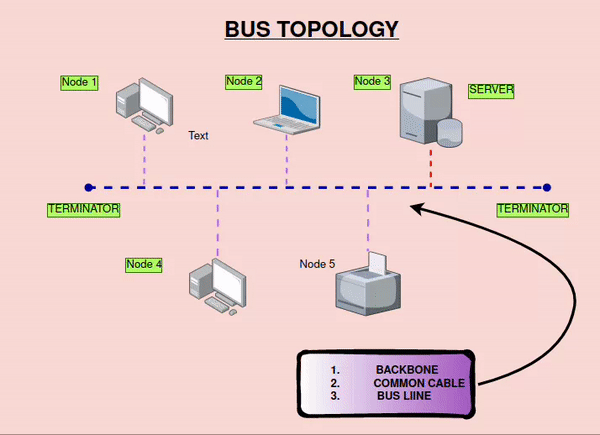 BUS TOPOLOGY
Node 1
Node 2
Node 3
SERVER
Text
TERMINATOR
TERMINATOR
Node 4
Node 5
1. BACKBONE
2. COMMON CABLE
3. BUS LIINE